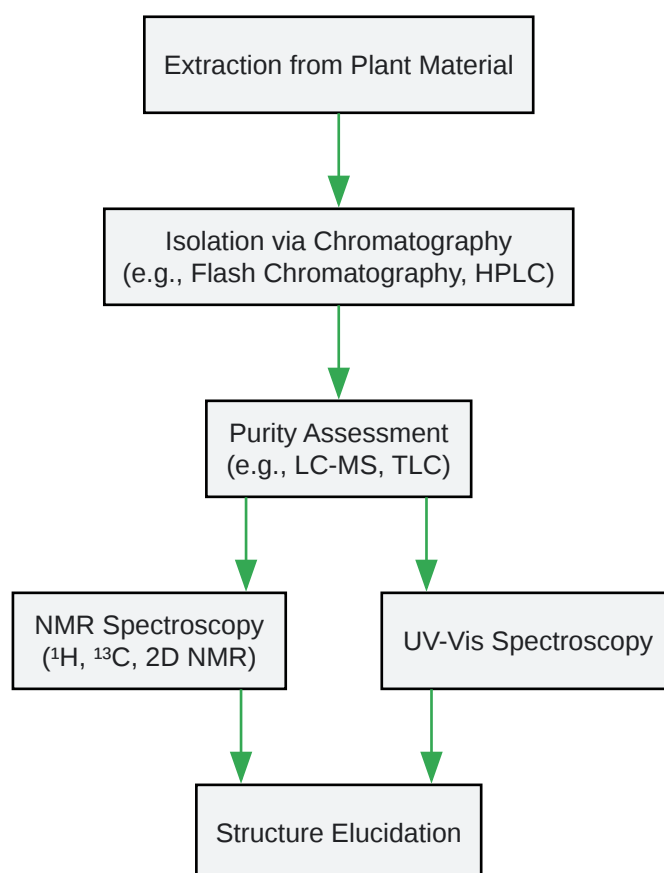 Extraction from Plant Material
Isolation via Chromatography
(e.g., Flash Chromatography, HPLC)
Purity Assessment
(e.g., LC-MS, TLC)
NMR Spectroscopy
(¹H, ¹³C, 2D NMR)
UV-Vis Spectroscopy
Structure Elucidation